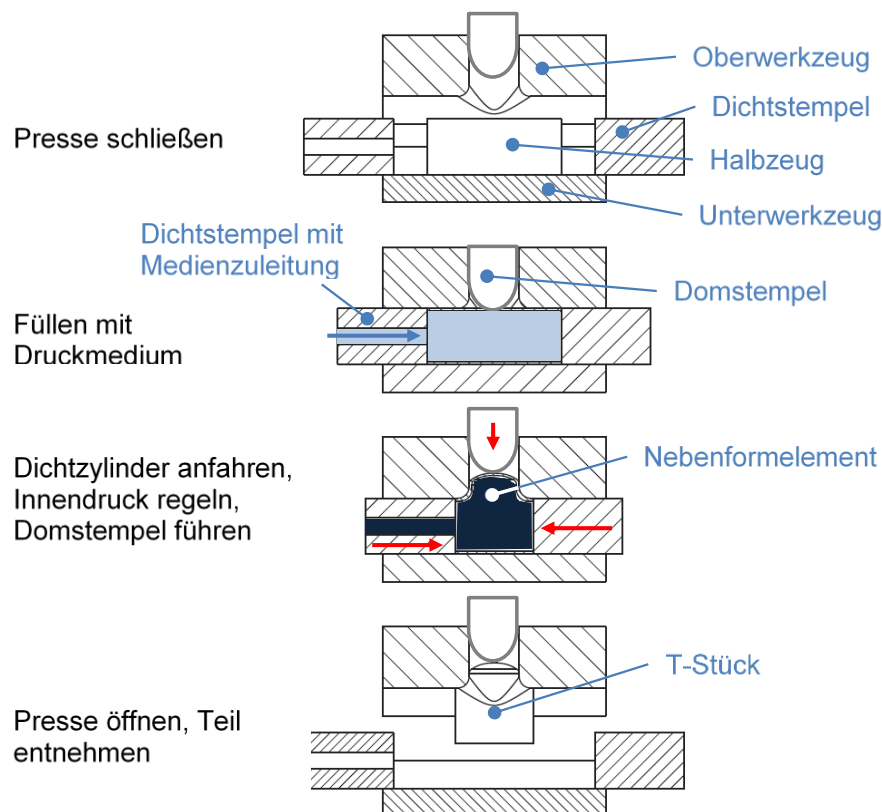 Oberwerkzeug
Dichtstempel
Presse schließen
Halbzeug
Unterwerkzeug
Dichtstempel mit
Medienzuleitung
Domstempel
Füllen mit
Druckmedium
Nebenformelement
Dichtzylinder anfahren,
Innendruck regeln,
Domstempel führen
T-Stück
Presse öffnen, Teil
entnehmen